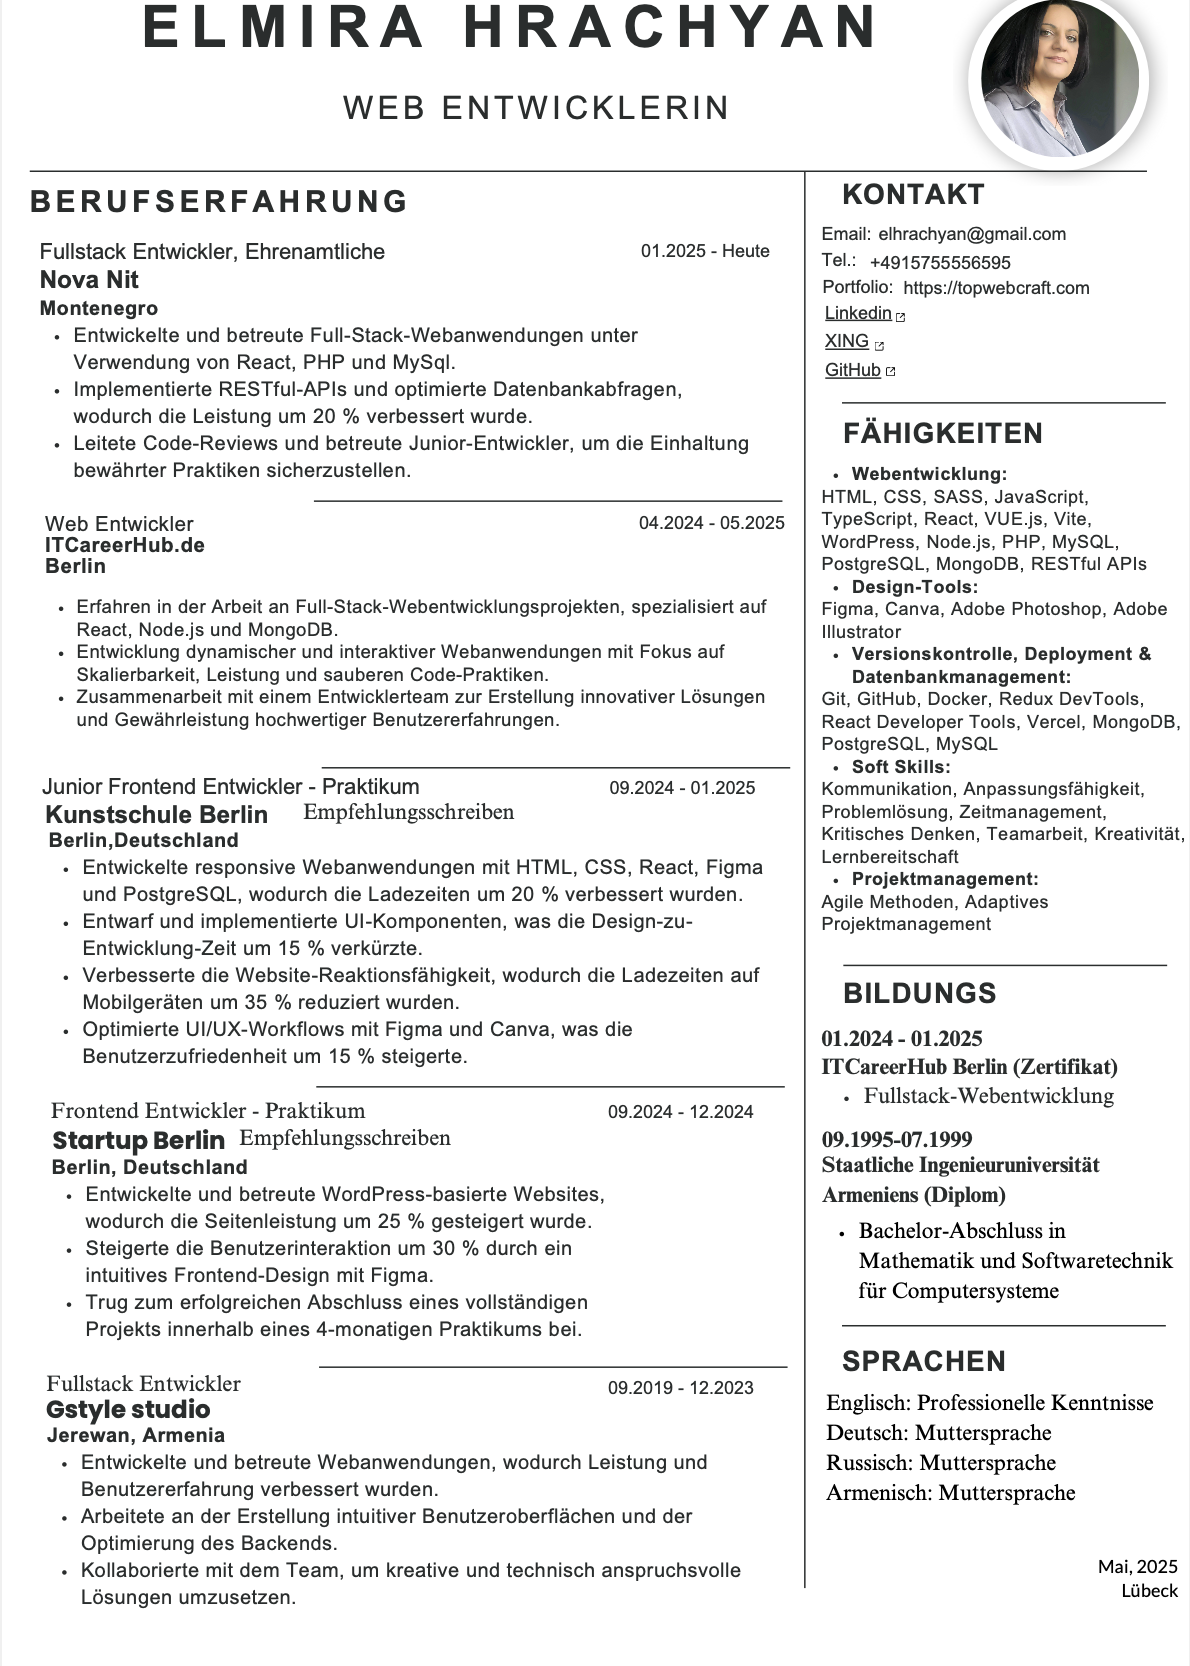 ELMIRA HRACHYAN
WEB ENTWICKLERIN
BERUFSERFAHRUNG
Fullstack Entwickler, Ehrenamtliche
01.2025 - Heute
Nova Nit
Montenegro
• Entwickelte und betreute Full-Stack-Webanwendungen unter
Verwendung von React, PHP und MySql.
• Implementierte RESTful-APIs und optimierte Datenbankabfragen,
wodurch die Leistung um 20 % verbessert wurde.
• Leitete Code-Reviews und betreute Junior-Entwickler, um die Einhaltung
bewährter Praktiken sicherzustellen.
Web Entwickler
04.2024 - 05.2025
ITCareerHub.de
Berlin
• Erfahren in der Arbeit an Full-Stack-Webentwicklungsprojekten, spezialisiert auf
React, Node.js und MongoDB.
• Entwicklung dynamischer und interaktiver Webanwendungen mit Fokus auf
Skalierbarkeit, Leistung und sauberen Code-Praktiken.
• Zusammenarbeit mit einem Entwicklerteam zur Erstellung innovativer Lösungen
und Gewährleistung hochwertiger Benutzererfahrungen.
Junior Frontend Entwickler - Praktikum
09.2024 - 01.2025
Kunstschule Berlin Empfehlungsschreiben
Berlin,Deutschland
• Entwickelte responsive Webanwendungen mit HTML, CSS, React, Figma
und PostgreSQL, wodurch die Ladezeiten um 20 % verbessert wurden.
• Entwarf und implementierte UI-Komponenten, was die Design-zu-
Entwicklung-Zeit um 15 % verkürzte.
• Verbesserte die Website-Reaktionsfähigkeit, wodurch die Ladezeiten auf
Mobilgeräten um 35 % reduziert wurden.
• Optimierte UI/UX-Workflows mit Figma und Canva, was die
Benutzerzufriedenheit um 15 % steigerte.
Frontend Entwickler - Praktikum
09.2024 - 12.2024
Startup Berlin Empfehlungsschreiben
Berlin, Deutschland
• Entwickelte und betreute WordPress-basierte Websites,
wodurch die Seitenleistung um 25 % gesteigert wurde.
• Steigerte die Benutzerinteraktion um 30 % durch ein
intuitives Frontend-Design mit Figma.
• Trug zum erfolgreichen Abschluss eines vollständigen
Projekts innerhalb eines 4-monatigen Praktikums bei.
Fullstack Entwickler
09.2019 - 12.2023
Gstyle studio
Jerewan, Armenia
• Entwickelte und betreute Webanwendungen, wodurch Leistung und
Benutzererfahrung verbessert wurden.
• Arbeitete an der Erstellung intuitiver Benutzeroberflächen und der
Optimierung des Backends.
• Kollaborierte mit dem Team, um kreative und technisch anspruchsvolle
Lösungen umzusetzen.
KONTAKT
Email: elhrachyan@gmail.com
Tel.: +4915755556595
Portfolio: https://topwebcraft.com
Linkedin
XING
GitHub
FÄHIGKEITEN
• Webentwicklung:
HTML, CSS, SASS, JavaScript,
TypeScript, React, VUE.js, Vite,
WordPress, Node.js, PHP, MySQL,
PostgreSQL, MongoDB, RESTful APIs
• Design-Tools:
Figma, Canva, Adobe Photoshop, Adobe
Illustrator
• Versionskontrolle, Deployment &
Datenbankmanagement:
Git, GitHub, Docker, Redux DevTools,
React Developer Tools, Vercel, MongoDB,
PostgreSQL, MySQL
• Soft Skills:
Kommunikation, Anpassungsfähigkeit,
Problemlösung, Zeitmanagement,
Kritisches Denken, Teamarbeit, Kreativität,
Lernbereitschaft
• Projektmanagement:
Agile Methoden, Adaptives
Projektmanagement
BILDUNGS
01.2024 - 01.2025
ITCareerHub Berlin (Zertifikat)
• Fullstack-Webentwicklung
09.1995-07.1999
Staatliche Ingenieuruniversität
Armeniens (Diplom)
• Bachelor-Abschluss in
Mathematik und Softwaretechnik
für Computersysteme
SPRACHEN
Englisch: Professionelle Kenntnisse
Deutsch: Muttersprache
Russisch: Muttersprache
Armenisch: Muttersprache
Mai, 2025
Lübeck